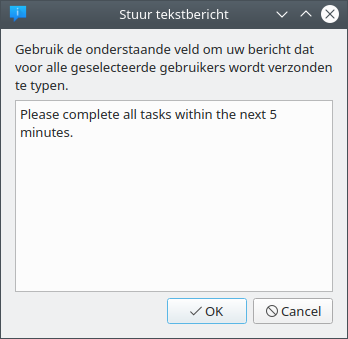 Stuur tekstbericht
Gebruik de onderstaande veld om uw bericht dat
voor alle geselecteerde gebruikers wordt verzonden
te typen.
Please complete all tasks within the next 5
minutes.
OK
Cancel